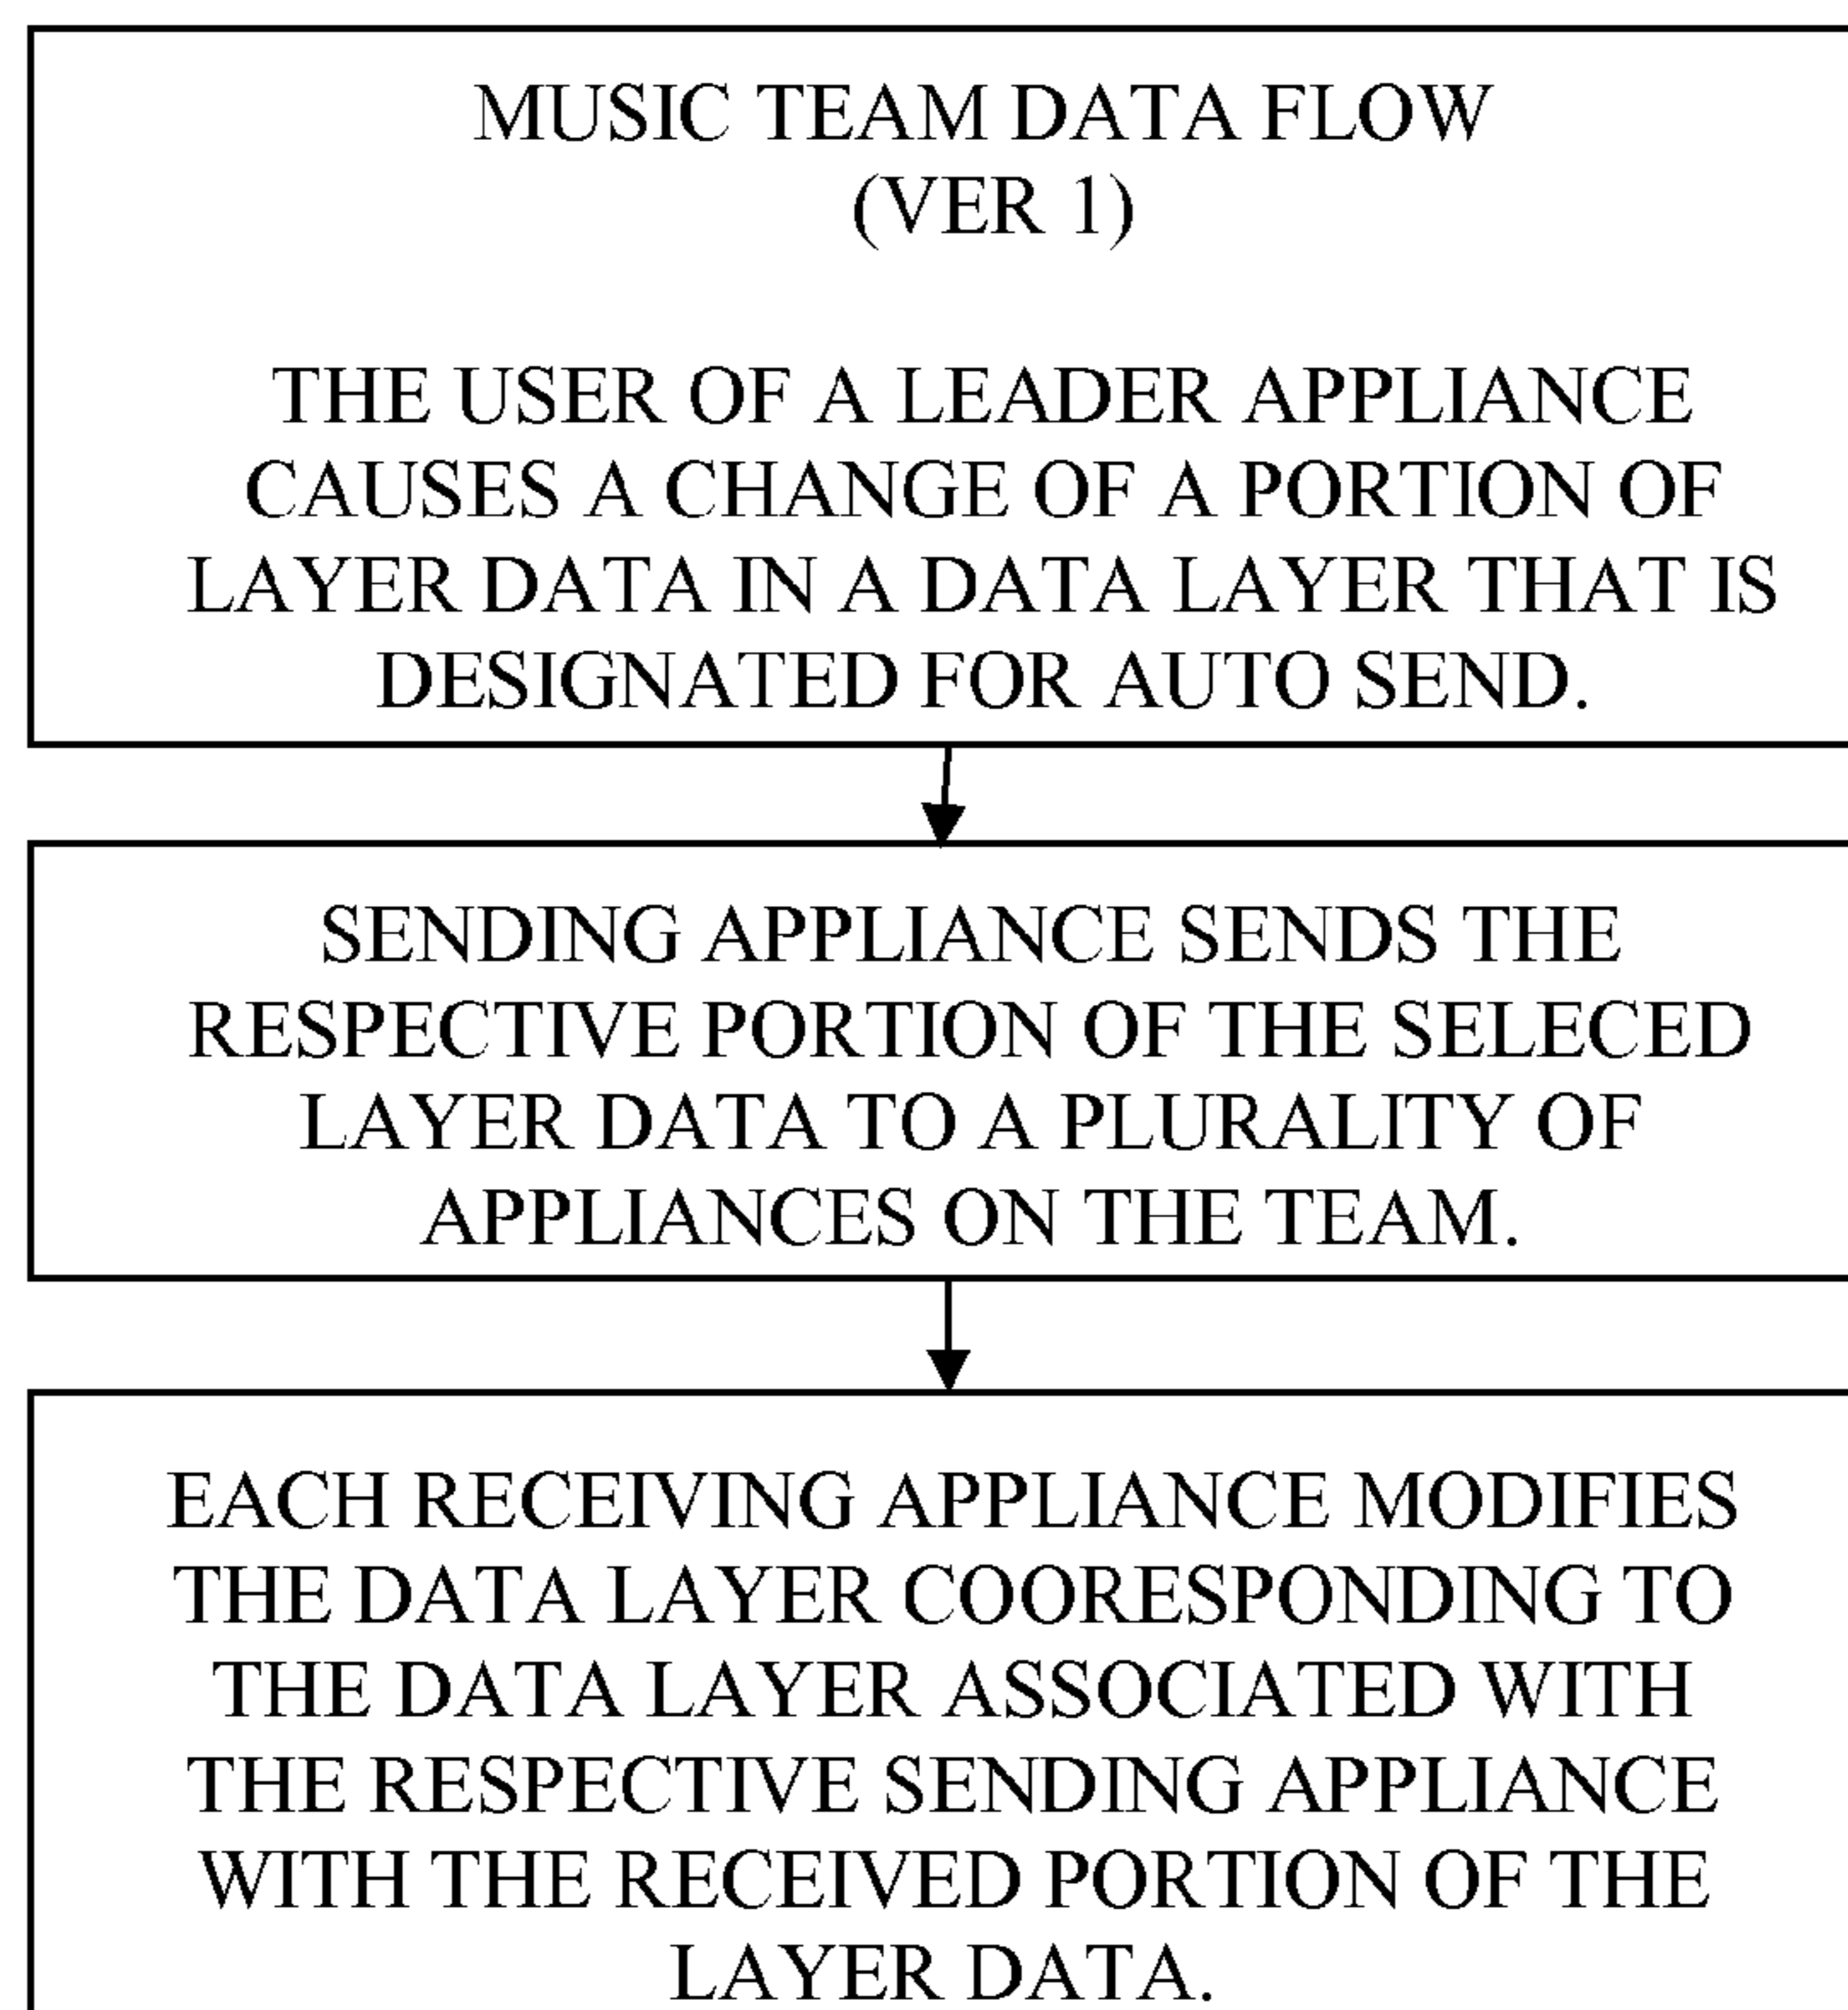 MUSIC TEAM DATA FLOW
(VER 1)
THE USER OF A LEADER APPLIANCE
CAUSES A CHANGE OF A PORTION OF
LAYER DATA IN A DATA LAYER THAT IS
DESIGNATED FOR AUTO SEND.
SENDING APPLIANCE SENDS THE
RESPECTIVE PORTION OF THE SELECED
LAYER DATA TO A PLURALITY OF
APPLIANCES ON THE TEAM.
EACH RECEIVING APPLIANCE MODIFIES
THE DATA LAYER COORESPONDING TO
THE DATA LAYER ASSOCIATED WITH
THE RESPECTIVE SENDING APPLIANCE
WITH THE RECEIVED PORTION OF THE
LAYER DATA.